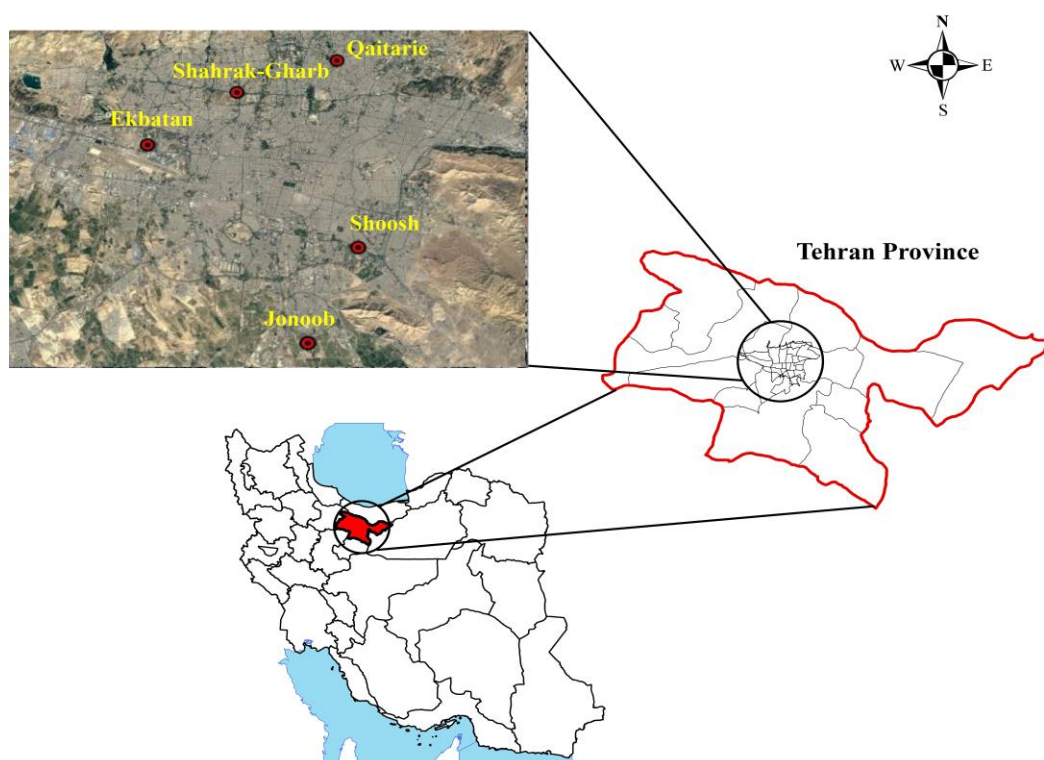 N
W
E
S
Qaitarie
Shahrak-Gharb
Ekbatan
Shoosh
Jonoob
Tehran Province